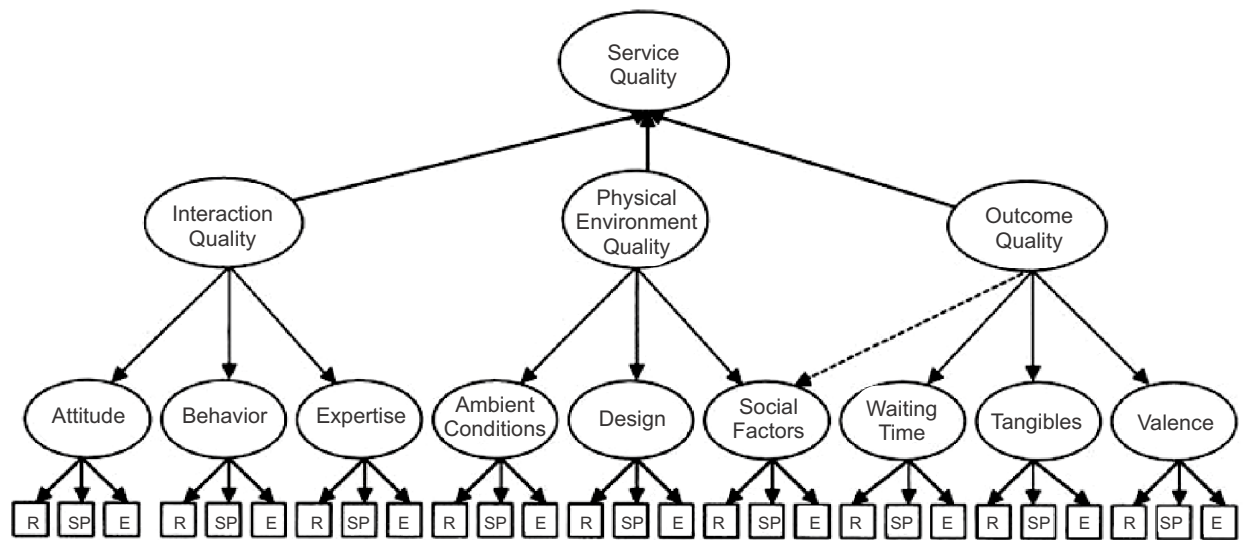 Service
Quality
Interaction
Quality
Physical
Environment
Quality
Outcome
Quality
Attitude
Behavior
Expertise
Ambient
Conditions
Design
Social
Factors
Waiting
Time
Tangibles
Valence
R SP E R SP E R SP E R SP E R SP E R SP E R SP E R SP E R SP E